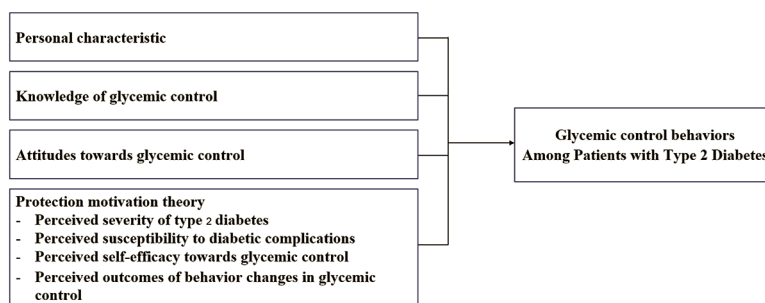 Personal characteristic
Knowledge of glycemic control
Attitudes towards glycemic control
Protection motivation theory
- Perceived severity of type 2 diabetes
- Perceived susceptibility to diabetic complications
- Perceived self-efficacy towards glycemic control
- Perceived outcomes of behavior changes in glycemic
control
Glycemic control behaviors
Among Patients with Type 2 Diabetes